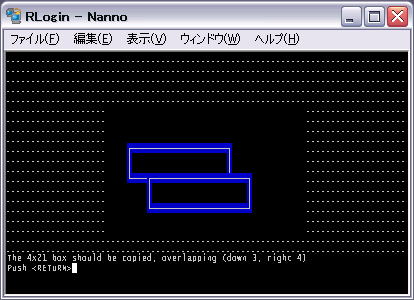 RLogin - Nanno
ファイル(F) 編集(E) 表示(V) ウィンドウ(W) ヘルプ(H)
The 4x21 box should be copied, overlapping (down 3, right 4)
Push <RETURN>